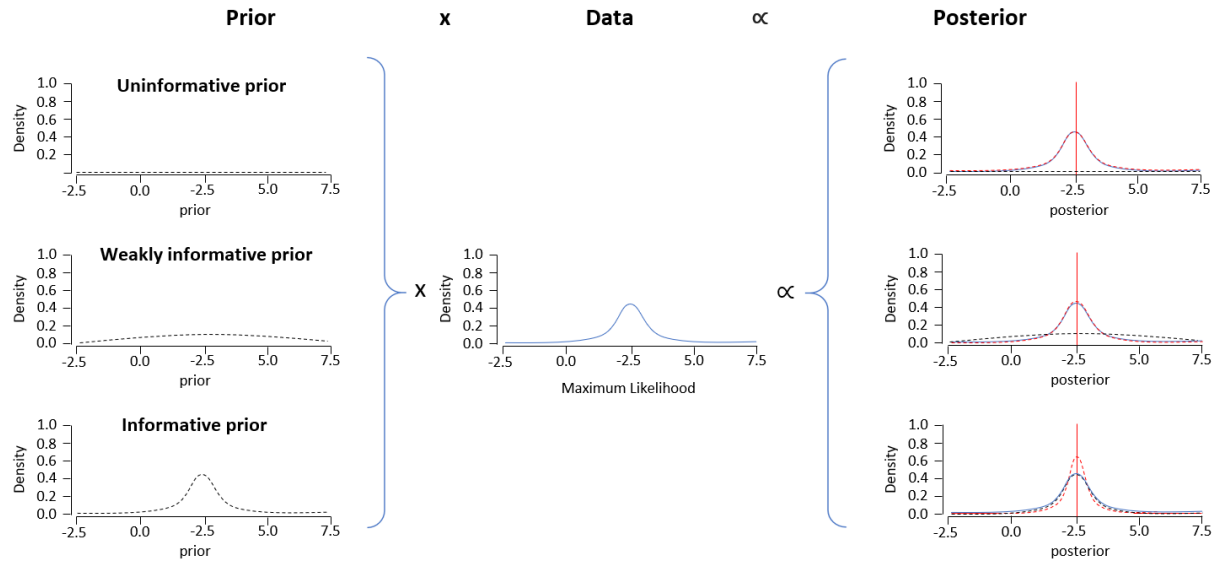 Prior x Data ∝ Posterior
Uninformative prior
Density
1.0
0.8
0.6
0.4
0.2
-2.5 0.0 -2.5 5.0 7.5
prior
Density
1.0
0.8
0.6
0.4
0.2
-2.5 0.0 -2.5 5.0 7.5
posterior
Weakly informative prior
Density
1.0
0.8
0.6
0.4
0.2
0.0
-2.5 0.0 -2.5 5.0 7.5
prior
x
Density
1.0
0.8
0.6
0.4
0.2
0.0
-2.5 0.0 -2.5 5.0 7.5
Maximum Likelihood
∝
Density
1.0
0.8
0.6
0.4
0.2
0.0
-2.5 0.0 -2.5 5.0 7.5
posterior
Informative prior
Density
1.0
0.8
0.6
0.4
0.2
0.0
-2.5 0.0 -2.5 5.0 7.5
prior
Density
1.0
0.8
0.6
0.4
0.2
0.0
-2.5 0.0 -2.5 5.0 7.5
posterior